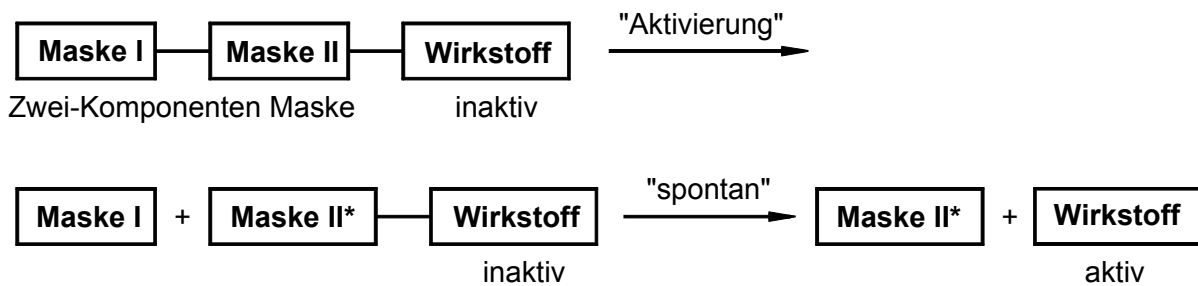 Maske I Maske II Wirkstoff "Aktivierung"
Zwei-Komponenten Maske inaktiv
Maske I + Maske II* Wirkstoff "spontan" Maske II* + Wirkstoff
inaktiv aktiv